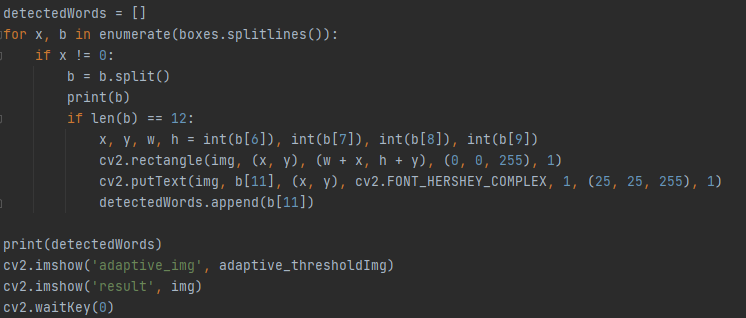 detectedWords = []
for x, b in enumerate(boxes.splitlines()):
    if x != 0:
        b = b.split()
        print(b)
        if len(b) == 12:
            x, y, w, h = int(b[6]), int(b[7]), int(b[8]), int(b[9])
            cv2.rectangle(img, (x, y), (w + x, h + y), (0, 0, 255), 1)
            cv2.putText(img, b[11], (x, y), cv2.FONT_HERSHEY_COMPLEX, 1, (25, 25, 255), 1)
            detectedWords.append(b[11])

print(detectedWords)
cv2.imshow('adaptive_img', adaptive_thresholdImg)
cv2.imshow('result', img)
cv2.waitKey(0)